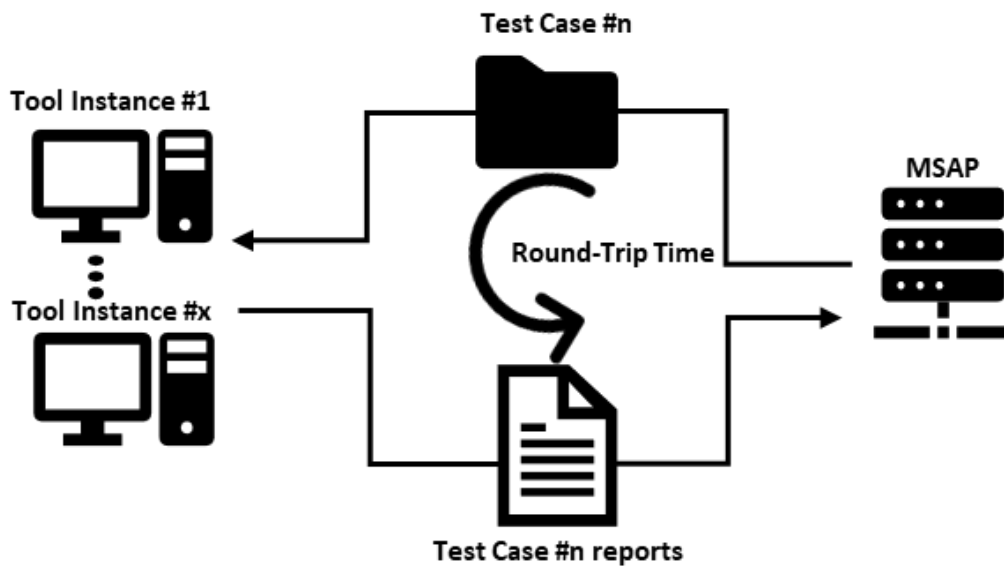 Test Case #n
Tool Instance #1
MSAP
Round-Trip Time
Tool Instance #x
Test Case #n reports